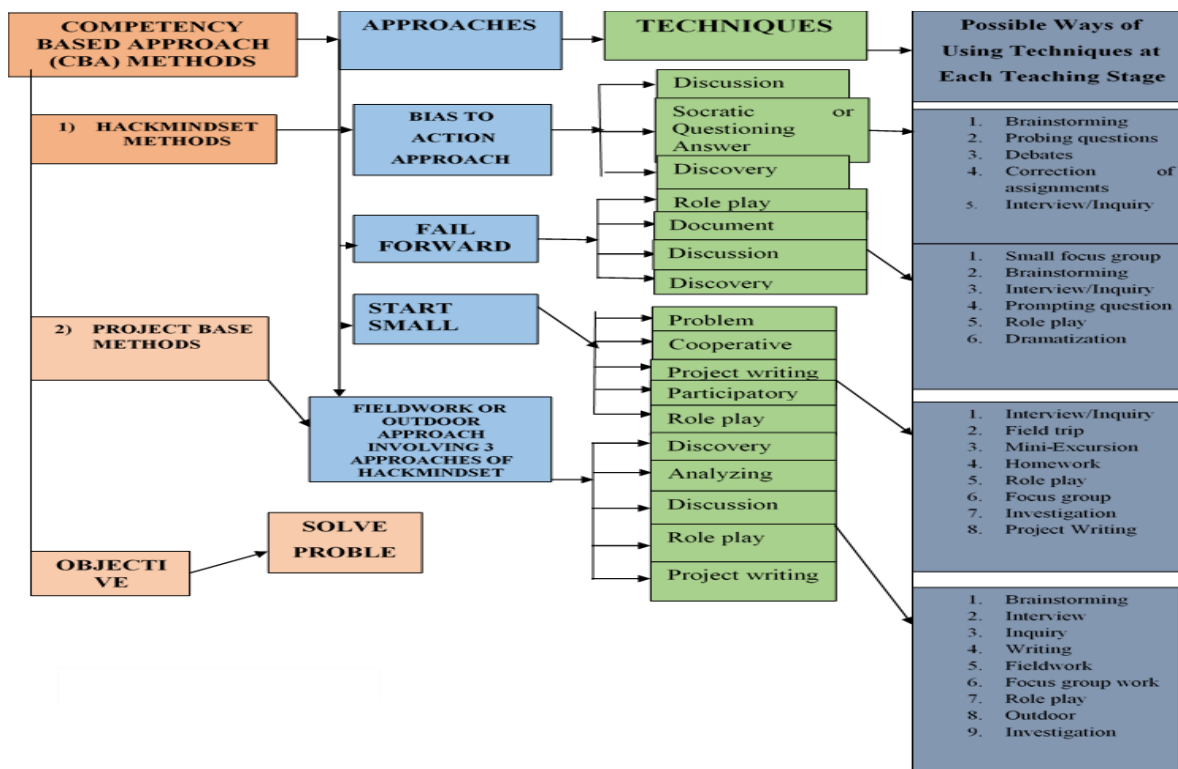 COMPETENCY
BASED APPROACH
(CBA) METHODS
APPROACHES
TECHNIQUES
Possible Ways of
Using Techniques at
Each Teaching Stage
1) HACKMINDSET
METHODS
BIAS TO
ACTION
APPROACH
Discussion
Socratic or
Questioning
Answer
Discovery
1. Brainstorming
2. Probing questions
3. Debates
4. Correction of
assignments
5. Interview/Inquiry
FAIL
FORWARD
Role play
Document
Discussion
Discovery
1. Small focus group
2. Brainstorming
3. Interview/Inquiry
4. Prompting question
5. Role play
6. Dramatization
START
SMALL
Problem
Cooperative
Project writing
Participatory
Role play
1. Interview/Inquiry
2. Field trip
3. Mini-Excursion
4. Homework
5. Role play
6. Focus group
7. Investigation
8. Project Writing
2) PROJECT BASE
METHODS
FIELDWORK OR
OUTDOOR
APPROACH
INVOLVING 3
APPROACHES OF
HACKMINDSET
Discovery
Analyzing
Discussion
Role play
Project writing
1. Brainstorming
2. Interview
3. Inquiry
4. Writing
5. Fieldwork
6. Focus group work
7. Role play
8. Outdoor
9. Investigation
OBJECTI
VE
SOLVE
PROBLE